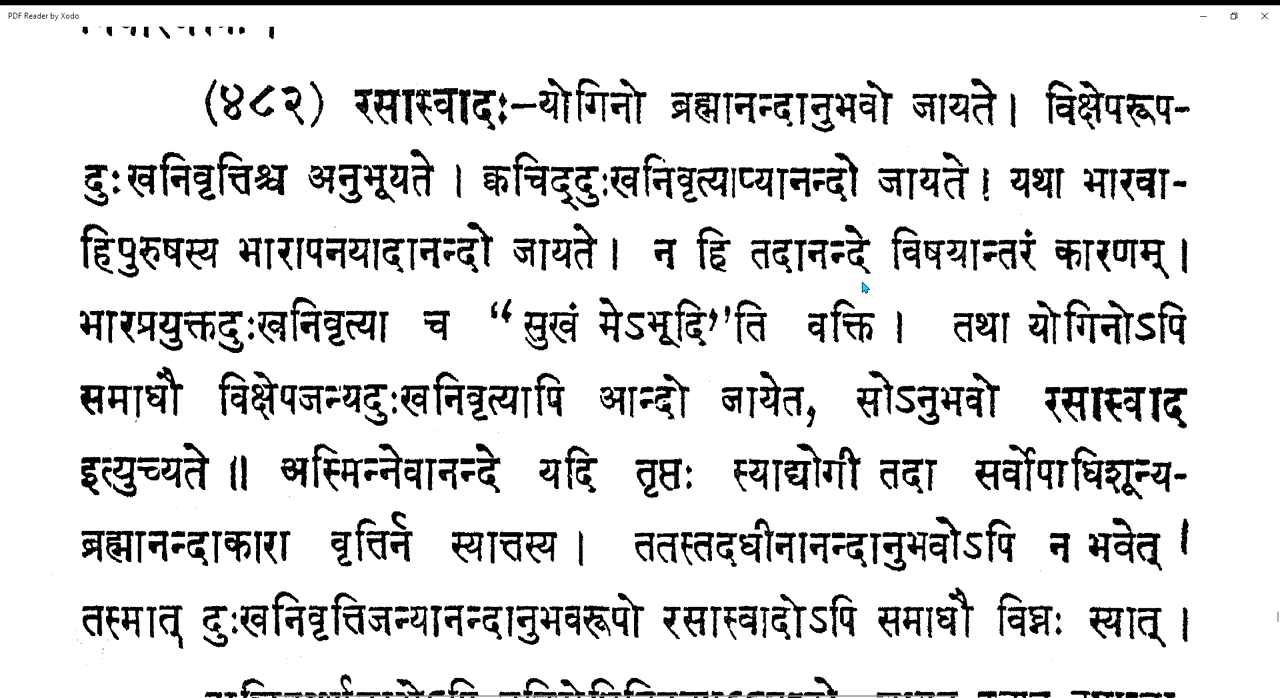 PDF Reader by Xodo
(४८२) रसास्वादः—योगिनो ब्रह्मानन्दानुभवो जायते। विक्षेपरूप-
दुःखनिवृत्तिश्च अनुभूयते । क्वचिद्दुःखनिवृत्याप्यानन्दो जायते। यथा भारवा-
हिपुरुषस्य भारापनयादानन्दो जायते। न हि तदानन्दे विषयान्तरं कारणम्।
भारप्रयुक्तदुःखनिवृत्या च “सुखं मेऽभूदि”ति वक्ति । तथा योगिनोऽपि
समाधौ विक्षेपजन्यदुःखनिवृत्यापि आन्दो जायेत, सोऽनुभवो रसास्वाद
इत्युच्यते ॥ अस्मिन्नेवानन्दे यदि तृप्तः स्याद्योगी तदा सर्वोपाधिशून्य-
ब्रह्मानन्दाकारा वृत्तिर्न स्यात्तस्य । ततस्तदधीनानन्दानुभवोऽपि न भवेत्।
तस्मात् दुःखनिवृत्तिजन्यानन्दानुभवरूपो रसास्वादोऽपि समाधौ विघ्नः स्यात्।